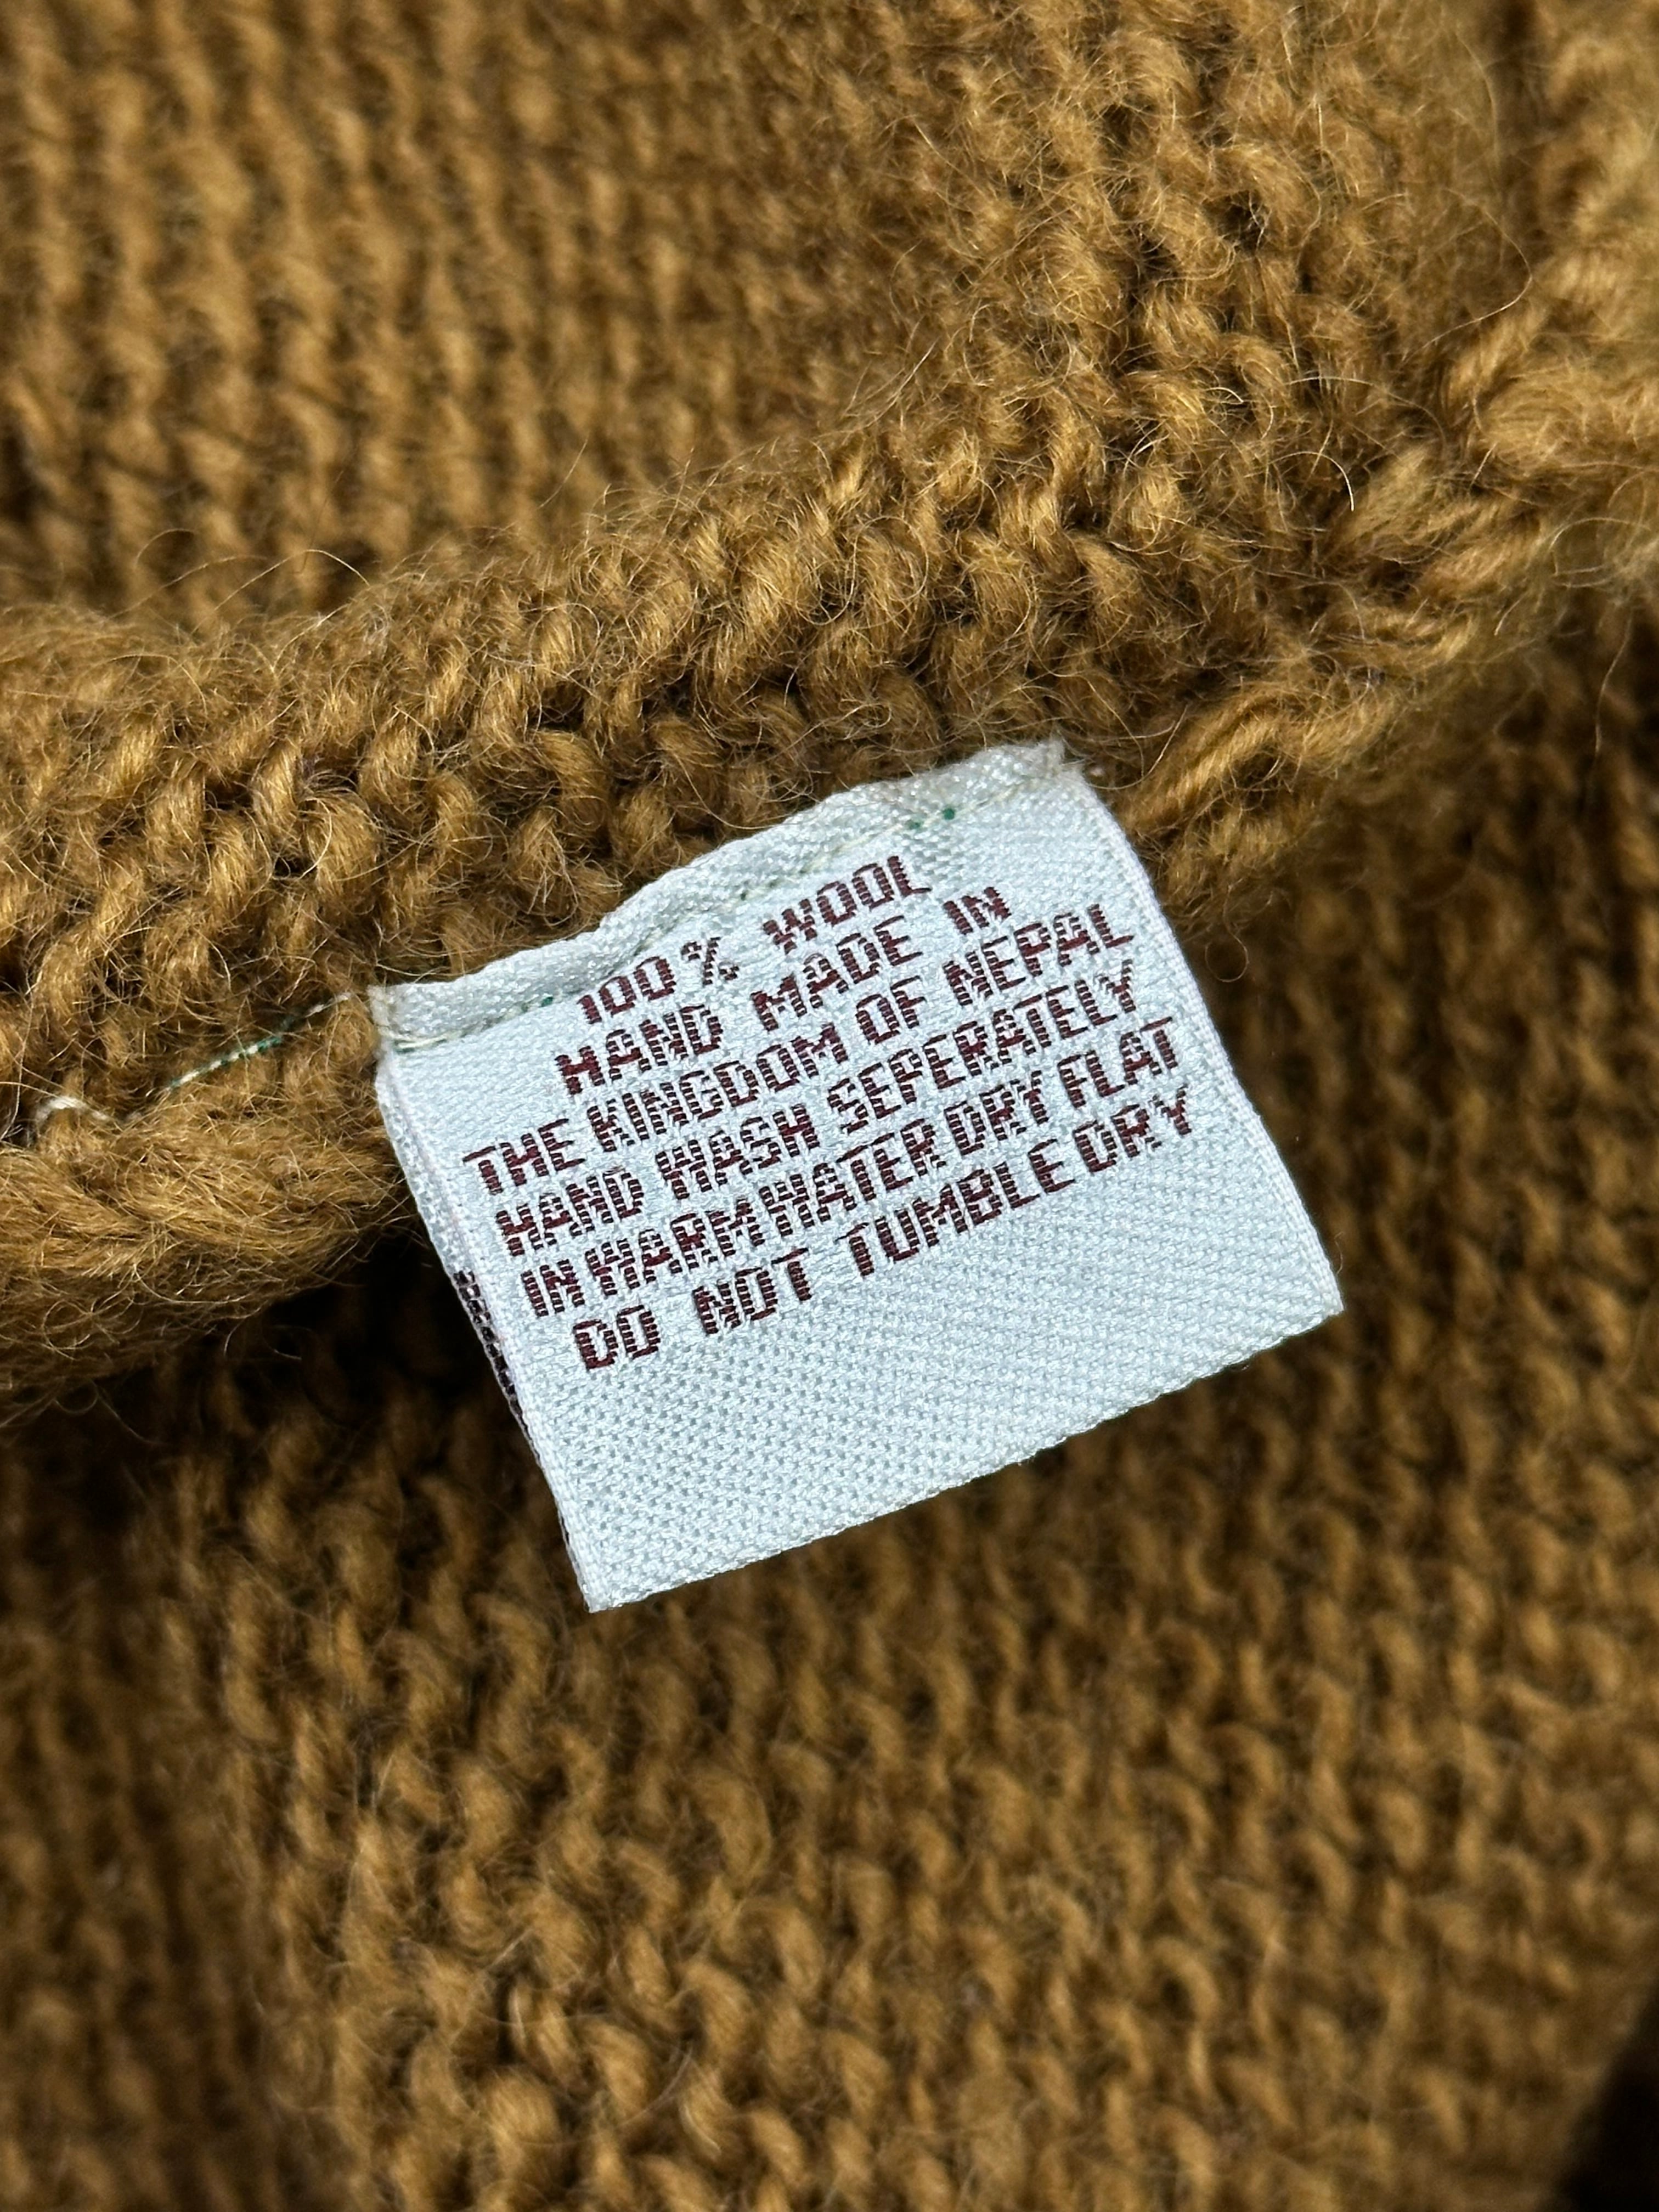 100% WOOL
HAND MADE IN
THE KINGDOM OF NEPAL
HAND WASH SEPERATELY
IN WARM WATER DRY FLAT
DO NOT TUMBLE DRY